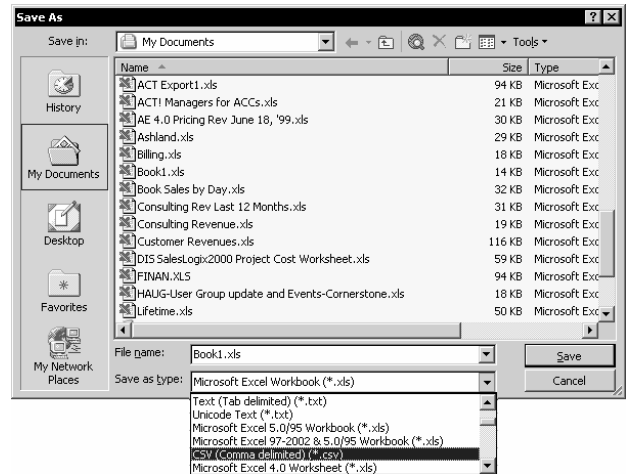 Save As
Save in:
My Documents
Tools
History
My Documents
Desktop
Favorites
My Network
Places
Name
Size
Type
ACT Export1.xls 94 KB Microsoft Exc
ACT! Managers for ACCs.xls 21 KB Microsoft Exc
AE 4.0 Pricing Rev June 18, '99.xls 30 KB Microsoft Exc
Ashland.xls 29 KB Microsoft Exc
Billing.xls 18 KB Microsoft Exc
Book1.xls 14 KB Microsoft Exc
Book Sales by Day.xls 32 KB Microsoft Exc
Consulting Rev Last 12 Months.xls 31 KB Microsoft Exc
Consulting Revenue.xls 19 KB Microsoft Exc
Customer Revenues.xls 116 KB Microsoft Exc
DIS SalesLogix2000 Project Cost Worksheet.xls 59 KB Microsoft Exc
FINAN.XLS 94 KB Microsoft Exc
HAUG-User Group update and Events-Cornerstone.xls 18 KB Microsoft Exc
Lifetime.xls 50 KB Microsoft Exc
File name:
Book1.xls
Save
Save as type:
Microsoft Excel Workbook (*.xls)
Cancel
Text (Tab delimited) (*.txt)
Unicode Text (*.txt)
Microsoft Excel 5.0/95 Workbook (*.xls)
Microsoft Excel 97-2002 & 5.0/95 Workbook (*.xls)
CSV (Comma delimited) (*.csv)
Microsoft Excel 4.0 Worksheet (*.xls)